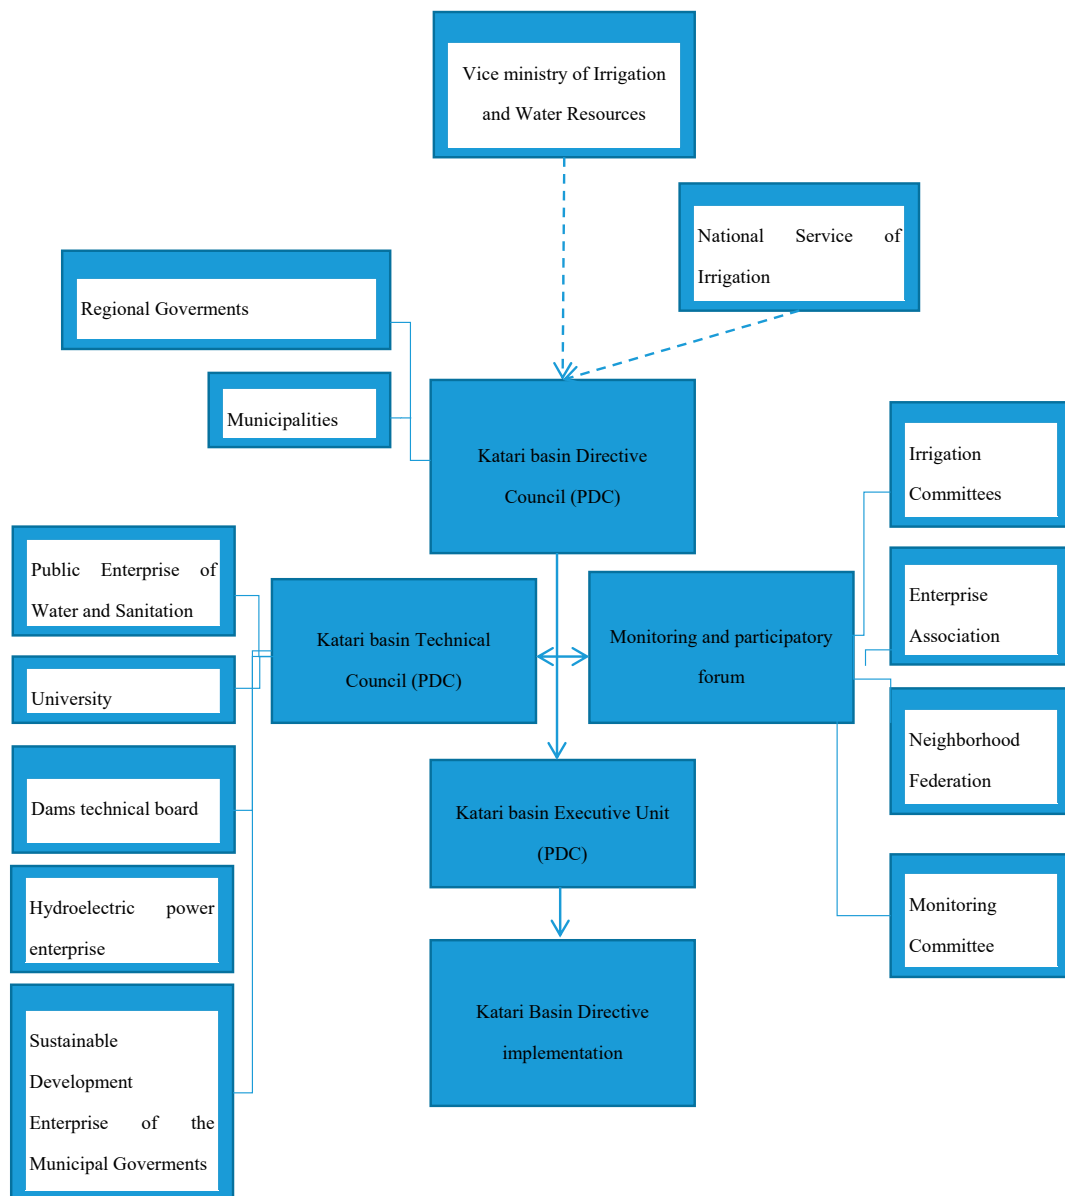 Vice ministry of Irrigation
and Water Resources
National Service of
Irrigation
Regional Goverments
Municipalities
Katari basin Directive
Council (PDC)
Irrigation
Committees
Public Enterprise of
Water and Sanitation
Katari basin Technical
Council (PDC)
Monitoring and participatory
forum
Enterprise
Association
University
Neighborhood
Federation
Dams technical board
Katari basin Executive Unit
(PDC)
Hydroelectric power
enterprise
Monitoring
Committee
Katari Basin Directive
implementation
Sustainable
Development
Enterprise of the
Municipal Goverments